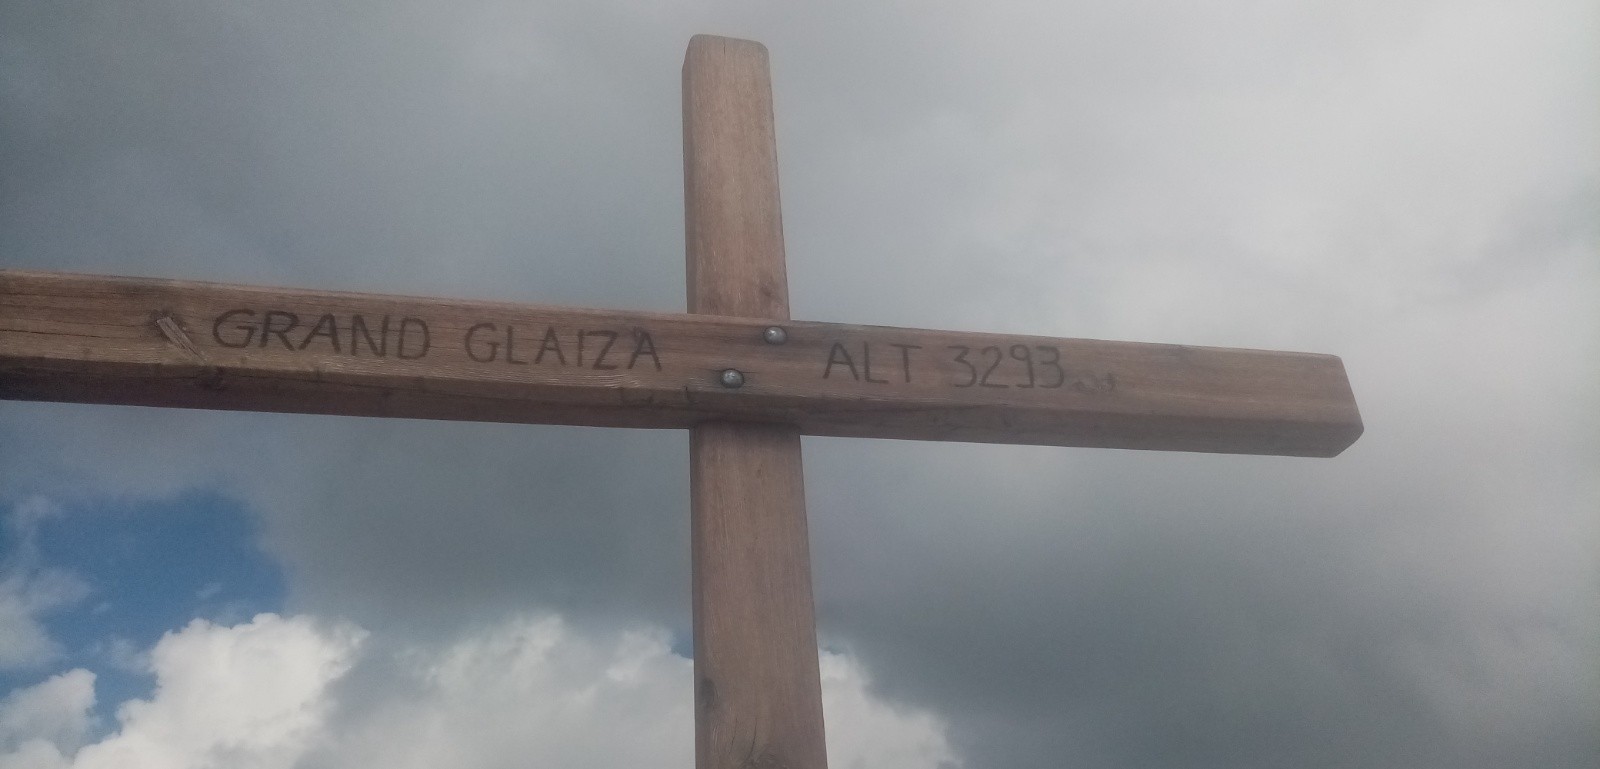 GRAND GLAIZA ALT 3293